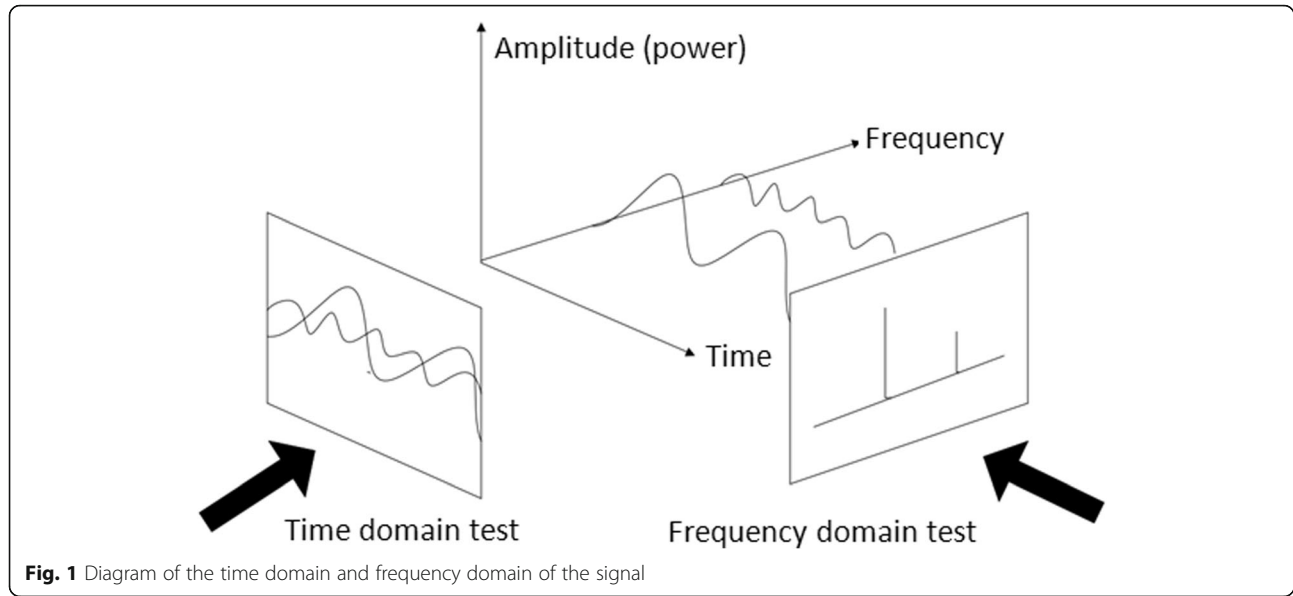 Amplitude (power)
Frequency
Time
Time domain test
Frequency domain test
Fig. 1 Diagram of the time domain and frequency domain of the signal